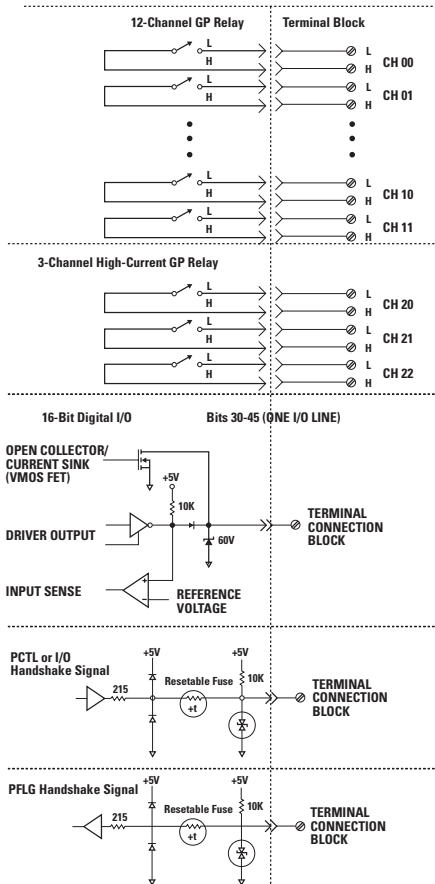 12-Channel GP Relay Terminal Block
L L
H H CH 00
L L
H H CH 01
L L
H H CH 10
L L
H H CH 11
3-Channel High-Current GP Relay
L L
H H CH 20
L L
H H CH 21
L L
H H CH 22
16-Bit Digital I/O Bits 30-45 (ONE I/O LINE)
OPEN COLLECTOR/
CURRENT SINK
(VMOS FET)
+5V
10K
DRIVER OUTPUT
60V
TERMINAL
CONNECTION
BLOCK
INPUT SENSE
+
–
REFERENCE
VOLTAGE
PCTL or I/O
Handshake Signal
+5V +5V
215
Resetable Fuse
+t
10K
TERMINAL
CONNECTION
BLOCK
PFLG Handshake Signal
+5V +5V
215
Resetable Fuse
+t
10K
TERMINAL
CONNECTION
BLOCK